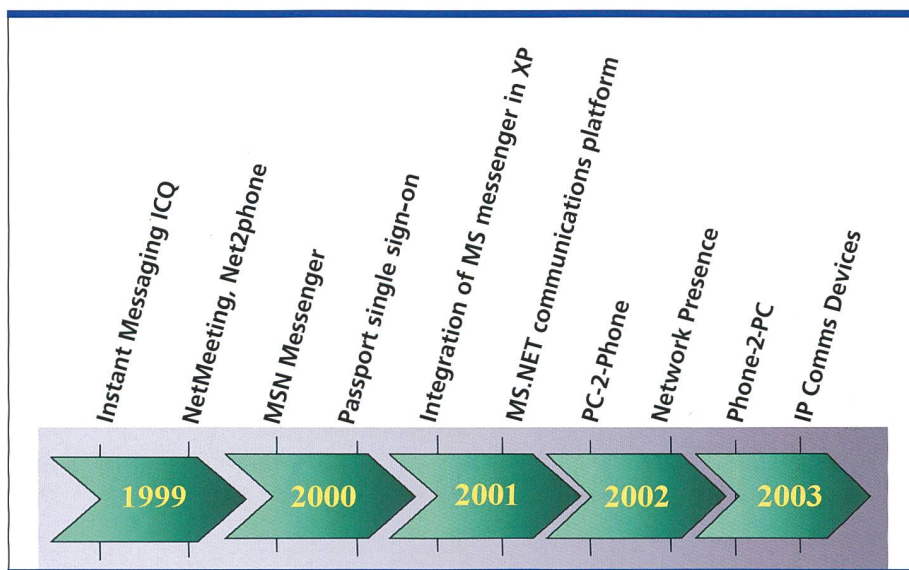 Instant Messaging ICQ
NetMeeting, Net2phone
MSN Messenger
Passport single sign-on
Integration of MS messenger in XP
MS.NET communications platform
PC-2-Phone
Network Presence
Phone-2-PC
IP Comms Devices
1999
2000
2001
2002
2003